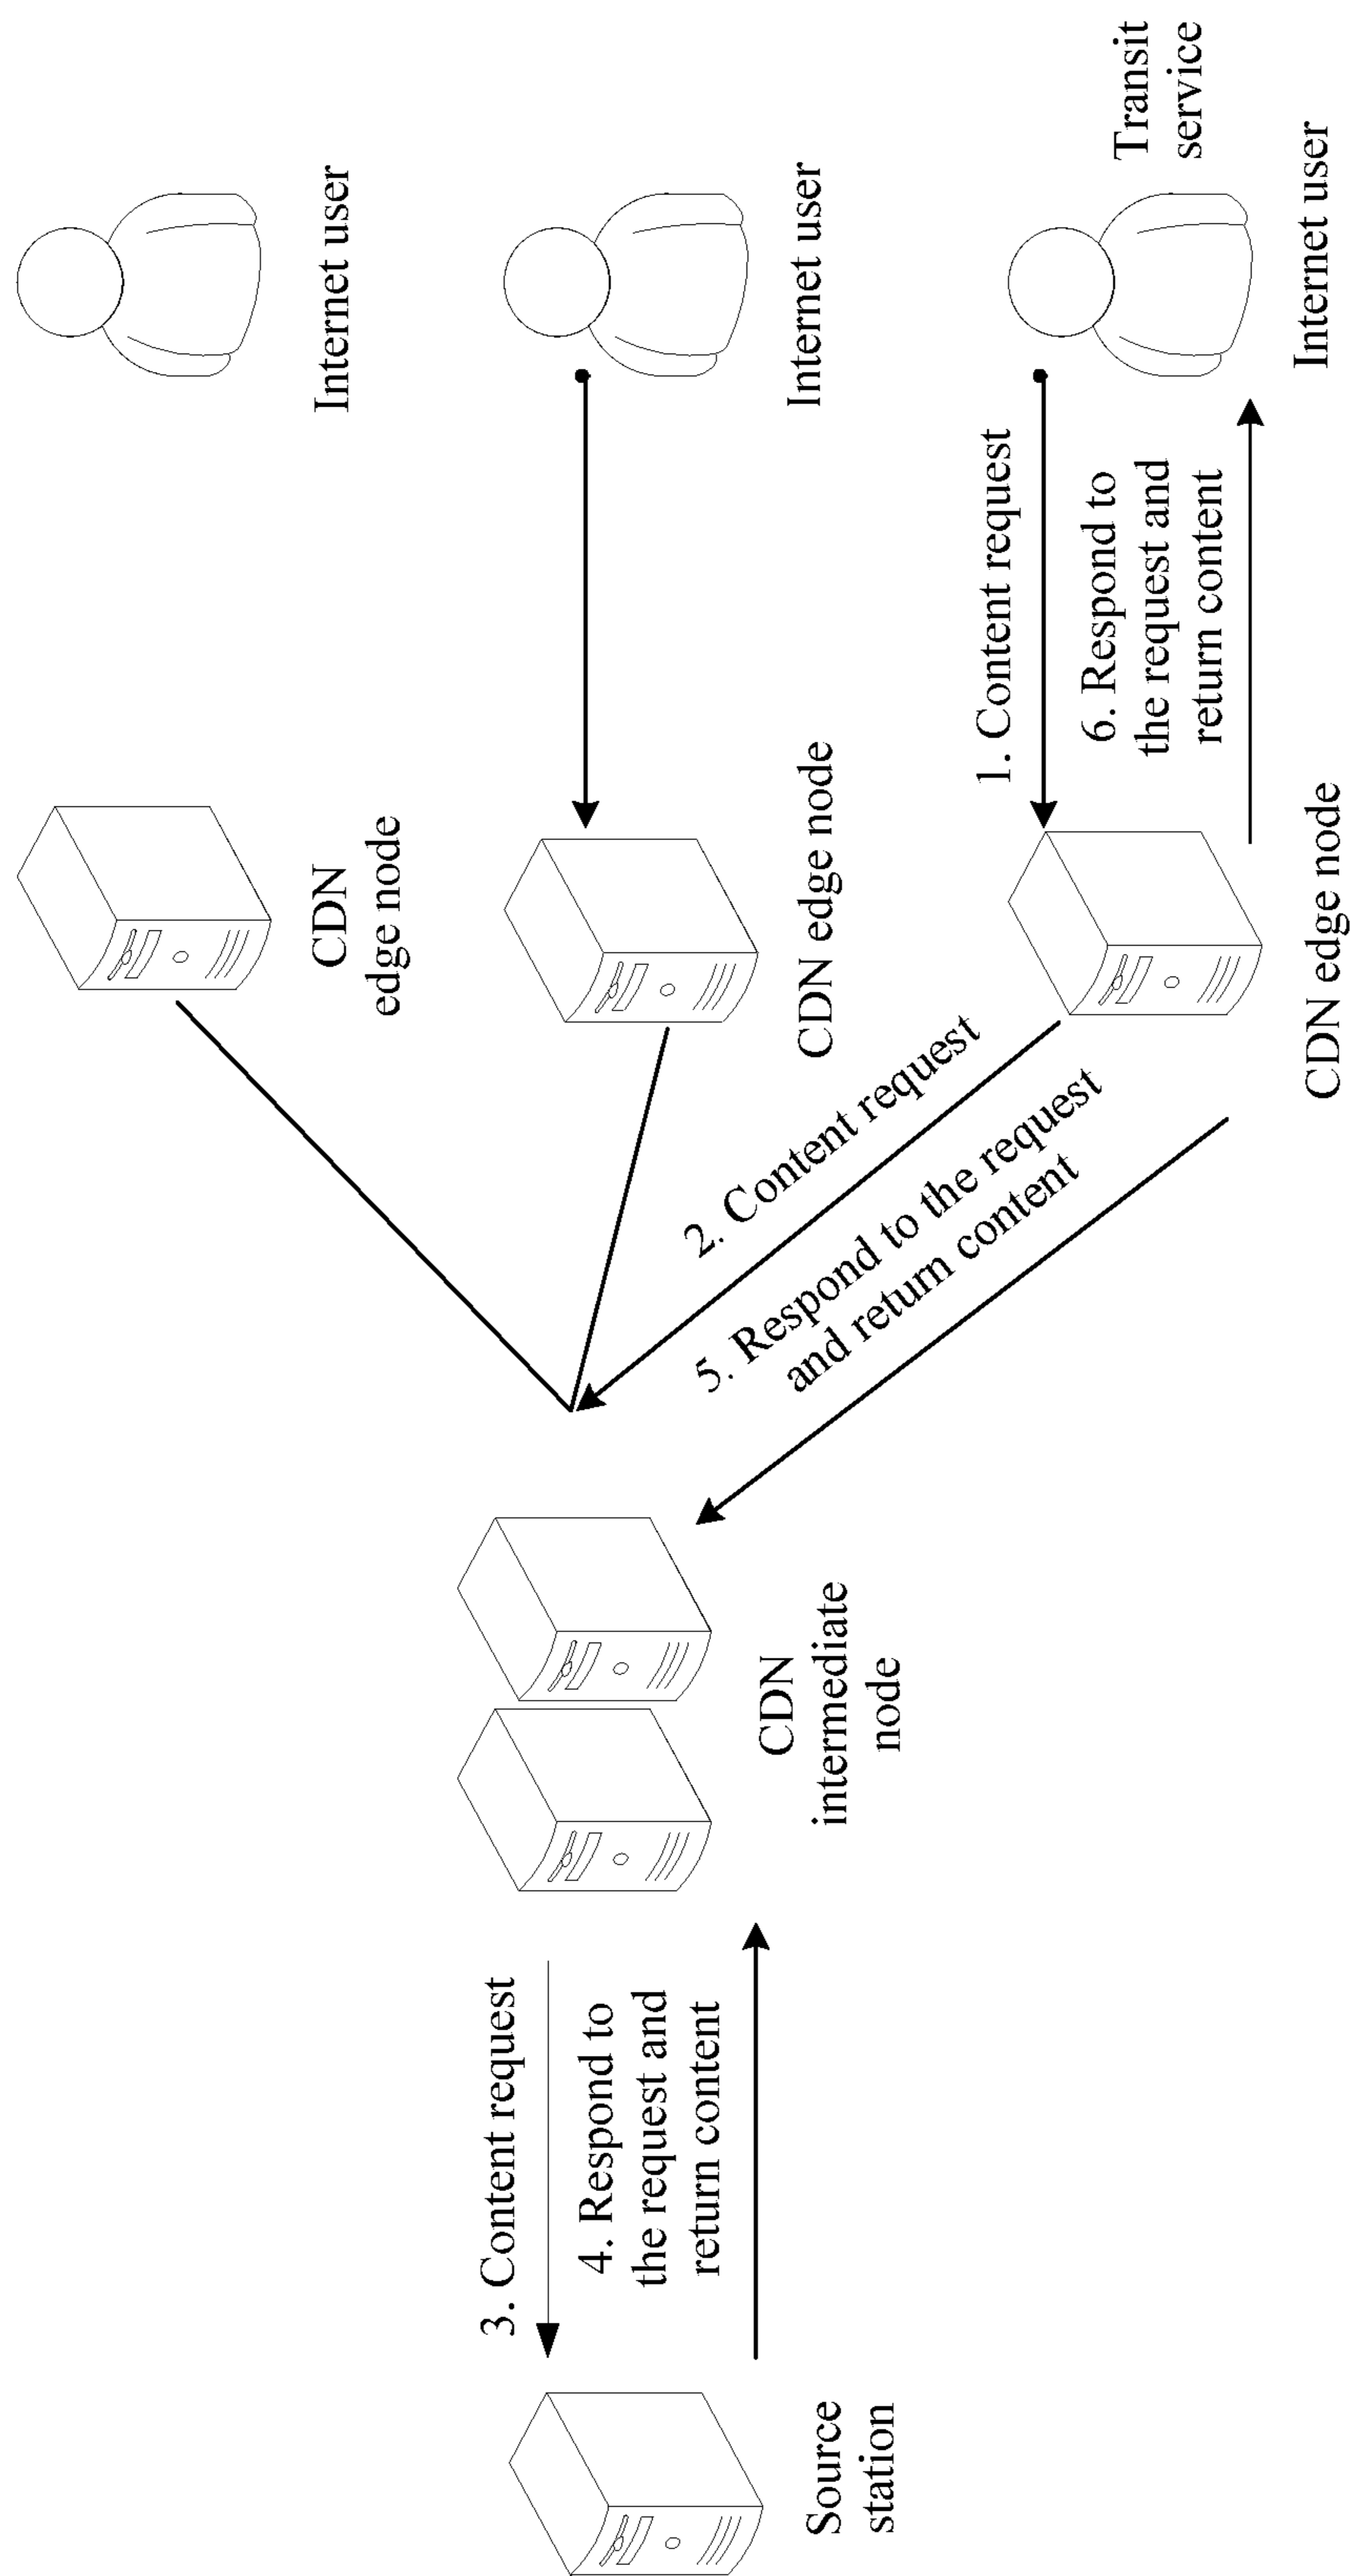 Internet user
Internet user
Transit
service
Internet user
CDN
edge node
CDN edge node
1. Content request
6. Respond to
the request and
return content
CDN edge node
2. Content request
5. Respond to the request
and return content
CDN
intermediate
node
3. Content request
4. Respond to
the request and
return content
Source
station